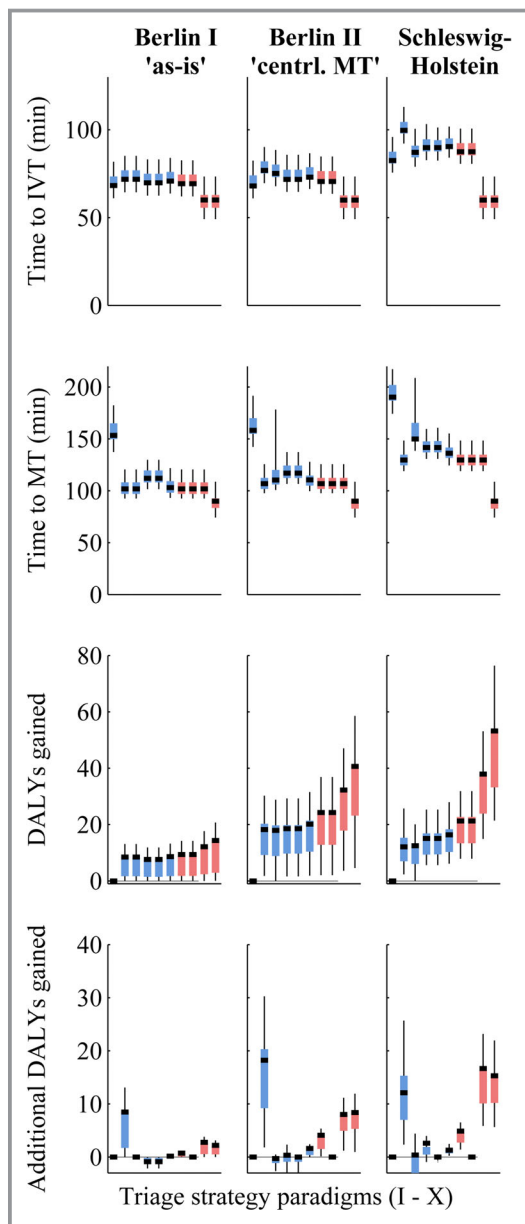 Berlin I Berlin II Schleswig-
'as-is' 'centrl. MT' Holstein
Time to IVT (min)
100
50
0
Time to MT (min)
200
150
100
50
0
DALYs gained
80
60
40
20
0
Additional DALYs gained
40
30
20
10
0
Triage strategy paradigms (I - X)